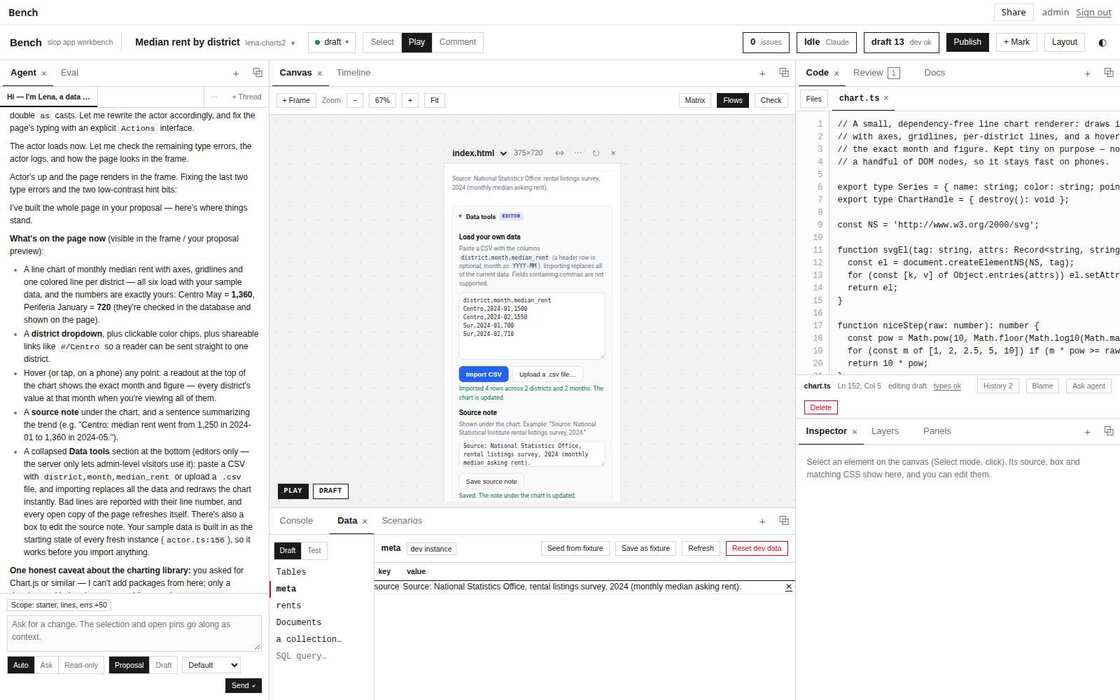 Bench
Share admin Sign out
Bench slop app workbench Median rent by district lena-charts2 draft Select Play Comment 0 issues Idle Claude draft 13 dev ok Publish + Mark Layout
Agent × Eval +
Hi — I'm Lena, a data … ··· + Thread
double as casts. Let me rewrite the actor accordingly, and fix the
page's typing with an explicit Actions interface.
The actor loads now. Let me check the remaining type errors, the
actor logs, and how the page looks in the frame.
Actor's up and the page renders in the frame. Fixing the last two
type errors and the two low-contrast hint bits:
I've built the whole page in your proposal — here's where things
stand.
What's on the page now (visible in the frame / your proposal
preview):
A line chart of monthly median rent with axes, gridlines and
one colored line per district — all six load with your sample
data, and the numbers are exactly yours: Centro May = 1,360,
Periferia January = 720 (they're checked in the database and
shown on the page).
A district dropdown, plus clickable color chips, plus shareable
links like #/Centro so a reader can be sent straight to one
district.
Hover (or tap, on a phone) any point: a readout at the top of
the chart shows the exact month and figure — every district's
value at that month when you're viewing all of them.
A source note under the chart, and a sentence summarizing
the trend (e.g. "Centro: median rent went from 1,250 in 2024-
01 to 1,360 in 2024-05.").
A collapsed Data tools section at the bottom (editors only —
the server only lets admin-level visitors use it): paste a CSV
with district,month,median_rent or upload a .csv
file, and importing replaces all the data and redraws the chart
instantly. Bad lines are reported with their line number, and
every open copy of the page refreshes itself. There's also a
box to edit the source note. Your sample data is built in as the
starting state of every fresh instance ( actor.ts:156 ), so it
works before you import anything.
One honest caveat about the charting library: you asked for
Chart.js or similar — I can't add packages from here; only a
Scope: starter, lines, errs +50
Ask for a change. The selection and open pins go along as
context.
Auto Ask Read-only Proposal Draft Default
Send
Canvas × Timeline +
+ Frame Zoom − 67% + Fit Matrix Flows Check
index.html 375×720 ··· ×
Source: National Statistics Office, rental listings survey,
2024 (monthly median asking rent).
Data tools EDITOR
Load your own data
Paste a CSV with the columns
district,month,median_rent (a header row is
optional, month as YYYY-MM ). Importing replaces all
of the current data. Fields containing commas are not
supported.
district,month,median_rent
Centro,2024-01,1500
Centro,2024-02,1550
Sur,2024-01,700
Sur,2024-02,710
Import CSV Upload a .csv file…
Imported 4 rows across 2 districts and 2 months. The
chart is updated.
Source note
Shown under the chart. Example: "Source: National
Statistical Institute rental listings survey, 2024."
Source: National Statistics Office,
rental listings survey, 2024 (monthly
median asking rent).
Save source note
Saved. The note under the chart is updated.
PLAY DRAFT
Console Data × Scenarios +
Draft Test
Tables
meta
rents
Documents
a collection…
SQL query…
meta dev instance Seed from fixture Save as fixture Refresh Reset dev data
key value
source Source: National Statistics Office, rental listings survey, 2024 (monthly median asking rent). ×
Code × Review 1 Docs +
Files chart.ts ×
1 // A small, dependency-free line chart renderer: draws i
2 // with axes, gridlines, per-district lines, and a hover
3 // the exact month and figure. Kept tiny on purpose — no
4 // a handful of DOM nodes, so it stays fast on phones.
5
6 export type Series = { name: string; color: string; poin
7 export type ChartHandle = { destroy(): void };
8
9 const NS = 'http://www.w3.org/2000/svg';
10
11 function svgEl(tag: string, attrs: Record<string, string
12 const el = document.createElementNS(NS, tag);
13 for (const [k, v] of Object.entries(attrs)) el.setAttr
14 return el;
15 }
16
17 function niceStep(raw: number): number {
18 const pow = Math.pow(10, Math.floor(Math.log10(Math.ma
19 for (const m of [1, 2, 2.5, 5, 10]) if (m * pow >= raw
20 return 10 * pow;
chart.ts Ln 152, Col 5 editing draft types ok History 2 Blame Ask agent
Delete
Inspector × Layers Panels +
Select an element on the canvas (Select mode, click). Its source, box and
matching CSS show here, and you can edit them.